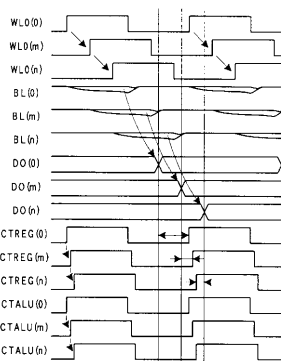 WLO(0)
WLO(m)
WLO(n)
BL(0)
BL(m)
BL(n)
DO(0)
DO(m)
DO(n)
CTREG(0)
CTREG(m)
CTREG(n)
CTALU(0)
CTALU(m)
CTALU(n)